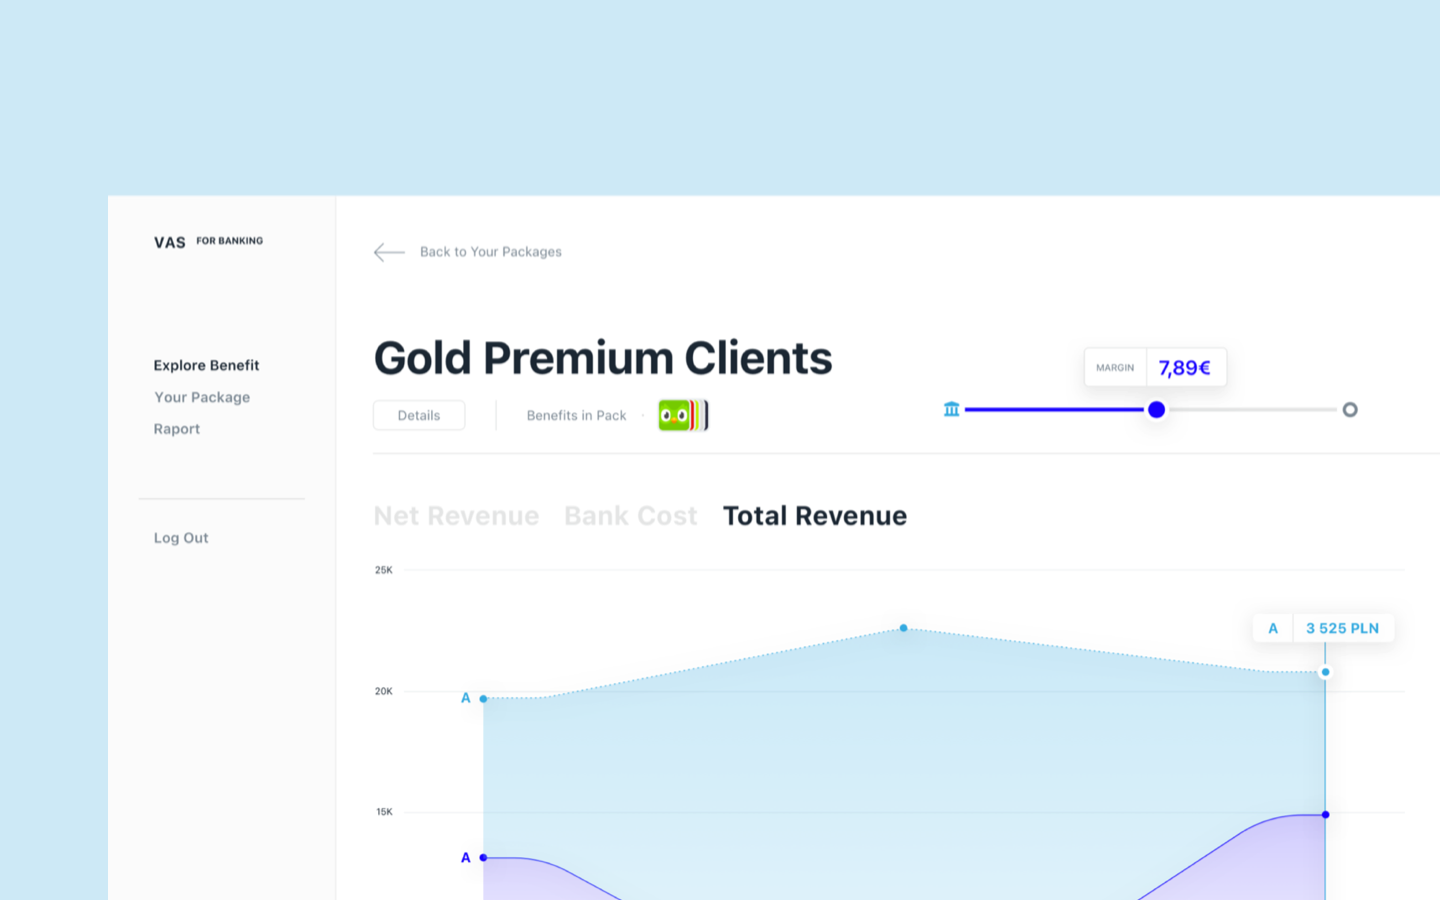 VAS FOR BANKING
Back to Your Packages
Explore Benefit
Your Package
Raport
Log Out
Gold Premium Clients
MARGIN 7,89€
Details
Benefits in Pack ·
Net Revenue Bank Cost Total Revenue
25K
A 3 525 PLN
20K
A
15K
A